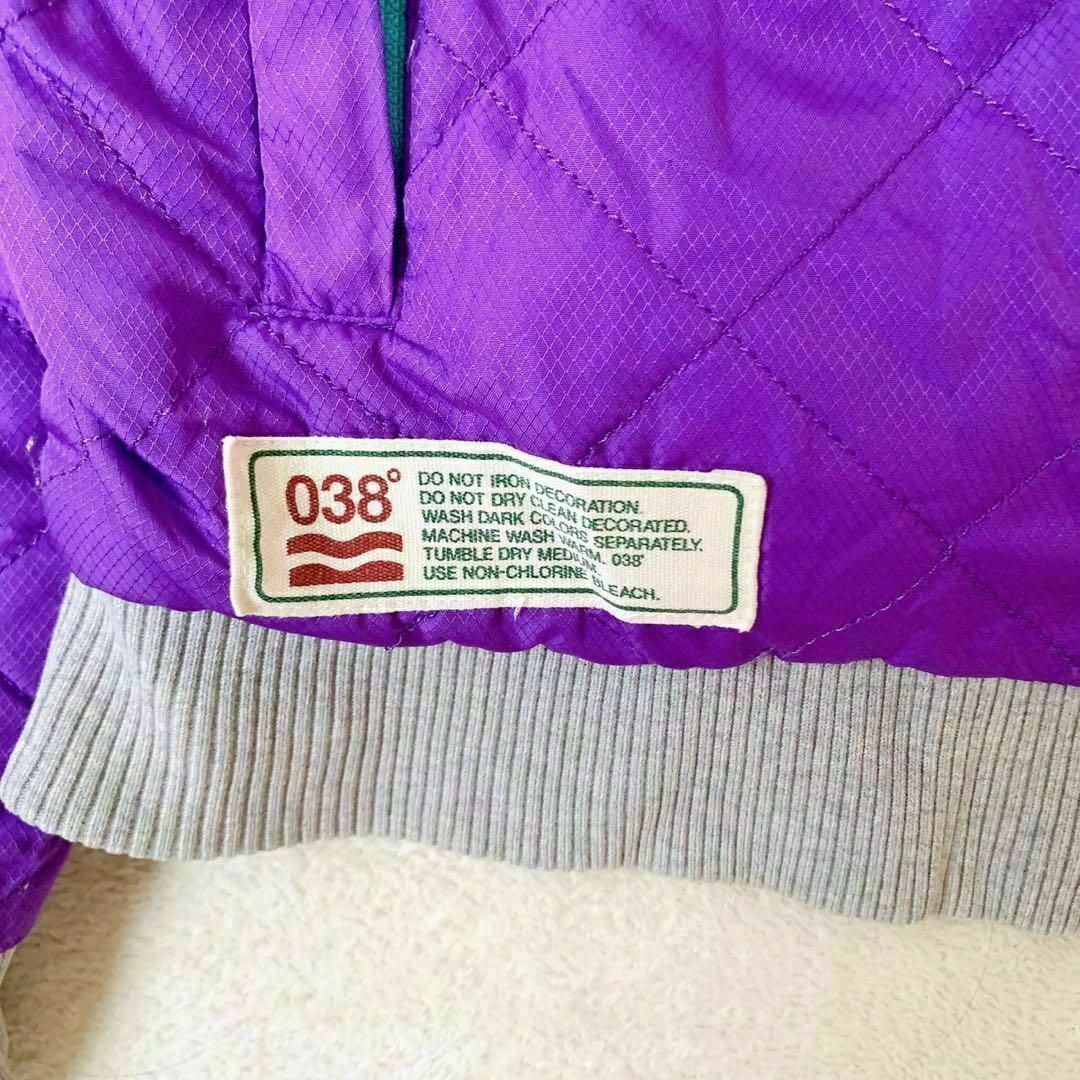 038°
DO NOT IRON DECORATION.
DO NOT DRY CLEAN DECORATED.
WASH DARK COLORS SEPARATELY.
MACHINE WASH WARM. 038°
TUMBLE DRY MEDIUM.
USE NON-CHLORINE BLEACH.